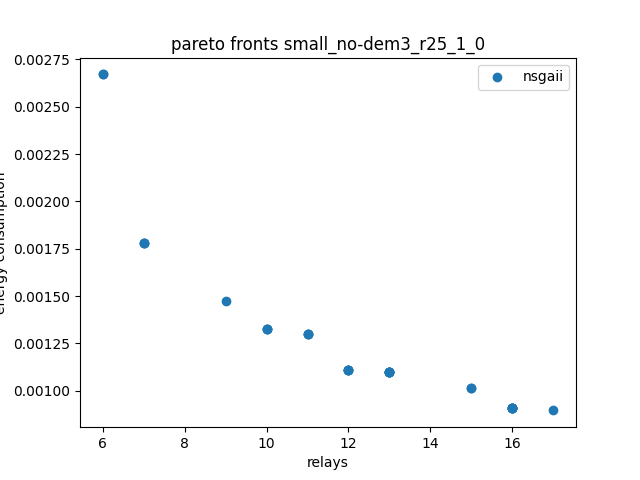 pareto fronts small_no-dem3_r25_1_0
nsgaii
0.00275
0.00250
0.00225
0.00200
0.00175
0.00150
0.00125
0.00100
energy consumption
6 8 10 12 14 16
relays